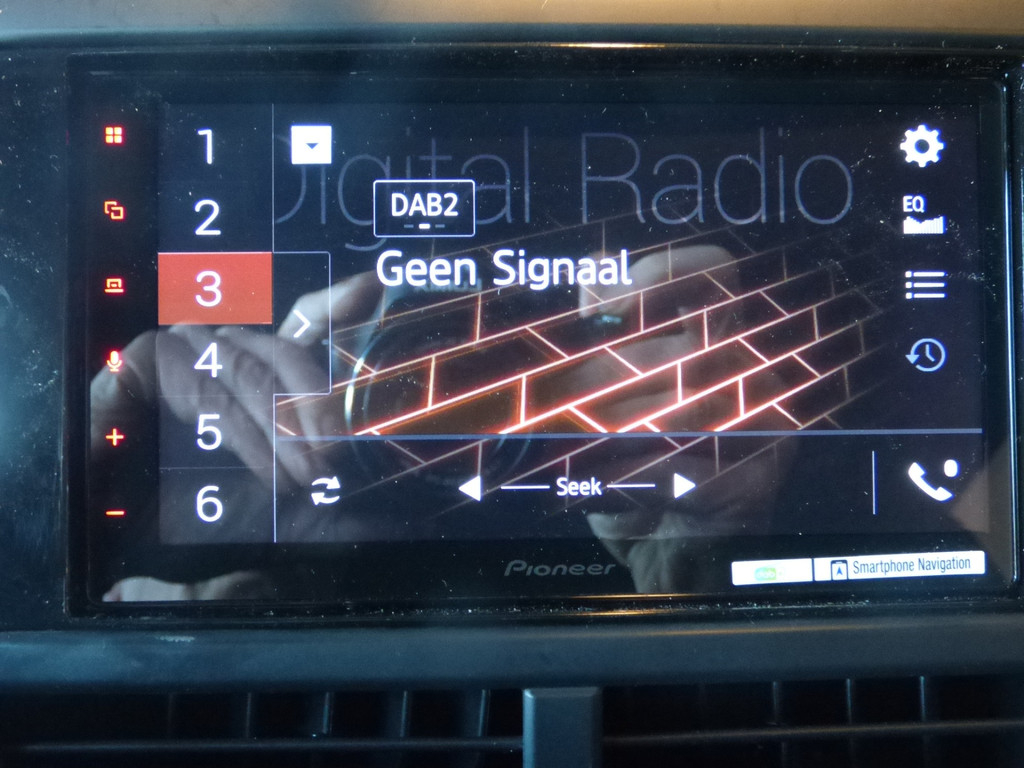 Digital Radio
1
2
3
4
5
6
DAB2
Geen Signaal
EQ
Seek
Pioneer
Smartphone Navigation